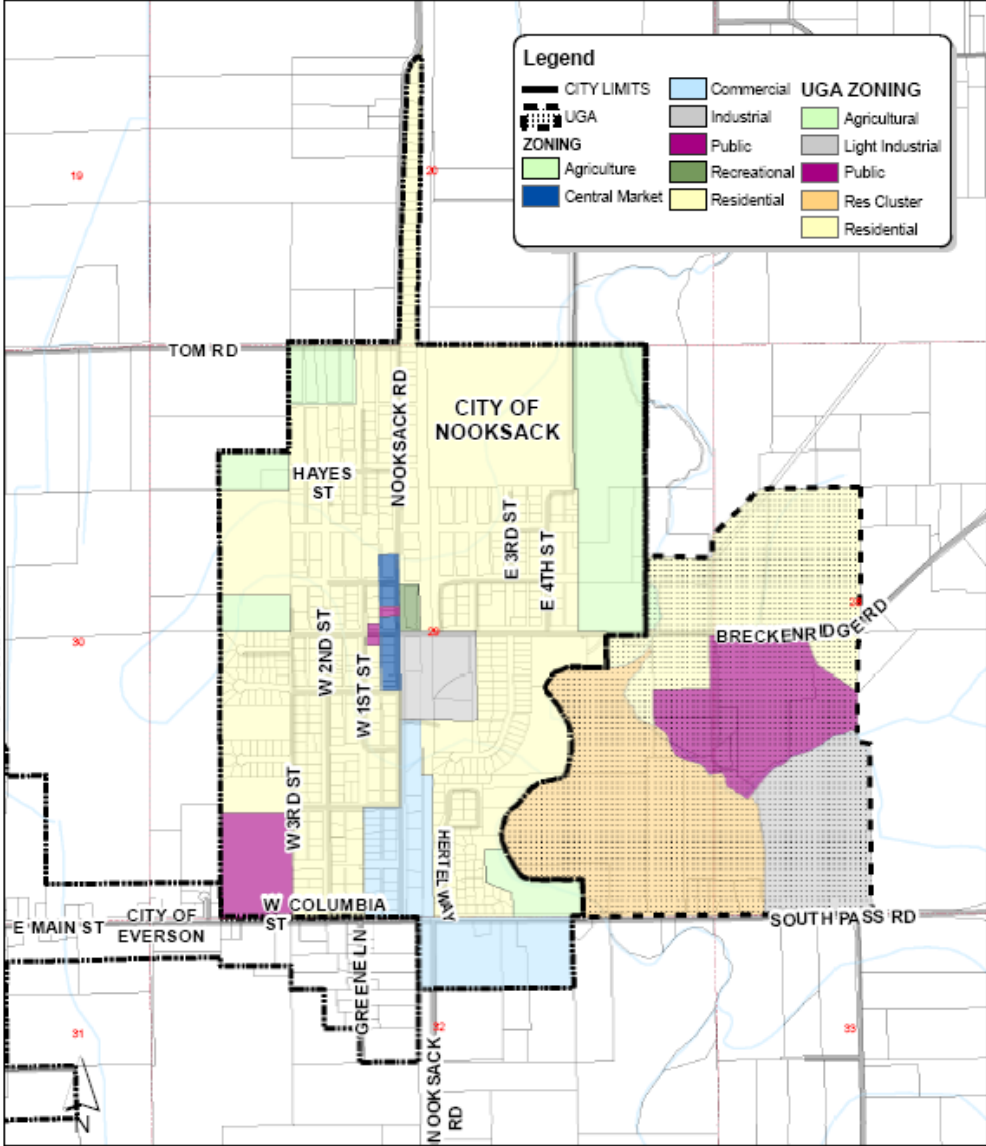 Legend
CITY LIMITS
UGA
ZONING
Agriculture
Central Market
Commercial
Industrial
Public
Recreational
Residential
UGA ZONING
Agricultural
Light Industrial
Public
Res Cluster
Residential
19
20
TOM RD
NOOKSACK RD
CITY OF
NOOKSACK
HAYES
ST
E 3RD ST
E 4TH ST
30
29
28
BRECKENRIDGE RD
W 2ND ST
W 1ST ST
W 3RD ST
HERTEL WAY
W COLUMBIA
ST
E MAIN ST
CITY OF
EVERSON
SOUTH PASS RD
GREENE LN
31
32
33
NOOKSACK
RD
N